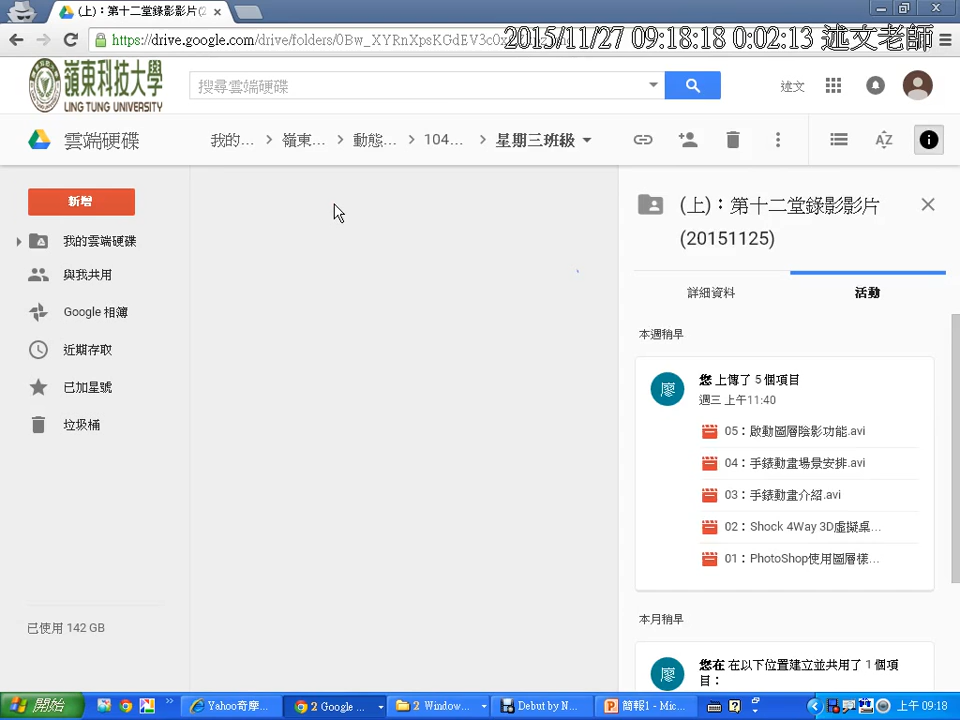 (上)：第十二堂錄影影片(2
https://drive.google.com/drive/folders/0Bw_XYRnXpsKGdEV3c0
2015/11/27 09:18:18 0:02:13 述文老師
嶺東科技大學
LING TUNG UNIVERSITY
搜尋雲端硬碟
述文
雲端硬碟
我的... > 嶺東... > 動態... > 104... > 星期三班級
新增
我的雲端硬碟
與我共用
Google 相簿
近期存取
已加星號
垃圾桶
已使用 142 GB
(上)：第十二堂錄影影片
(20151125)
詳細資料
活動
本週稍早
廖
您 上傳了 5 個項目
週三 上午11:40
05：啟動圖層陰影功能.avi
04：手錶動畫場景安排.avi
03：手錶動畫介紹.avi
02：Shock 4Way 3D虛擬桌...
01：PhotoShop使用圖層樣...
本月稍早
廖
您在 在以下位置建立並共用了 1 個項
目：
開始
Yahoo奇摩...
2 Google ...
2 Window...
Debut by N...
簡報1 - Mic...
上午 09:18